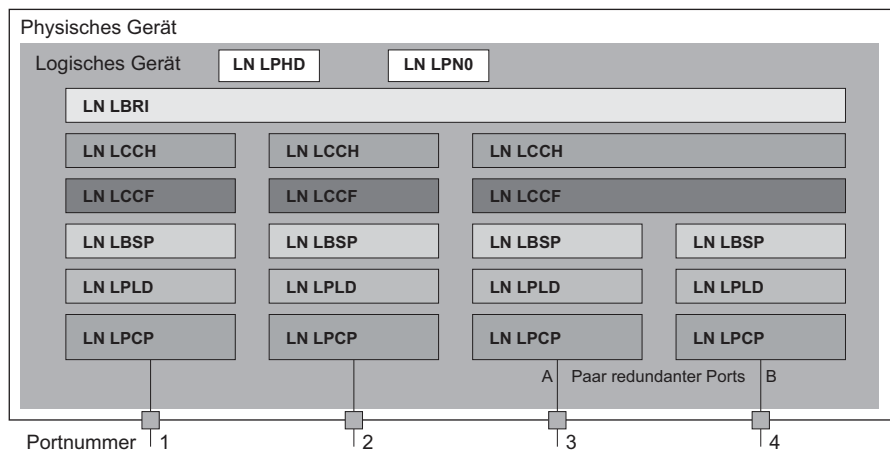 Physisches Gerät
Logisches Gerät LN LPHD LN LPN0
LN LBRI
LN LCCH LN LCCH LN LCCH
LN LCCF LN LCCF LN LCCF
LN LBSP LN LBSP LN LBSP LN LBSP
LN LPLD LN LPLD LN LPLD LN LPLD
LN LPCP LN LPCP LN LPCP LN LPCP
A Paar redundanter Ports B
Portnummer 1 2 3 4